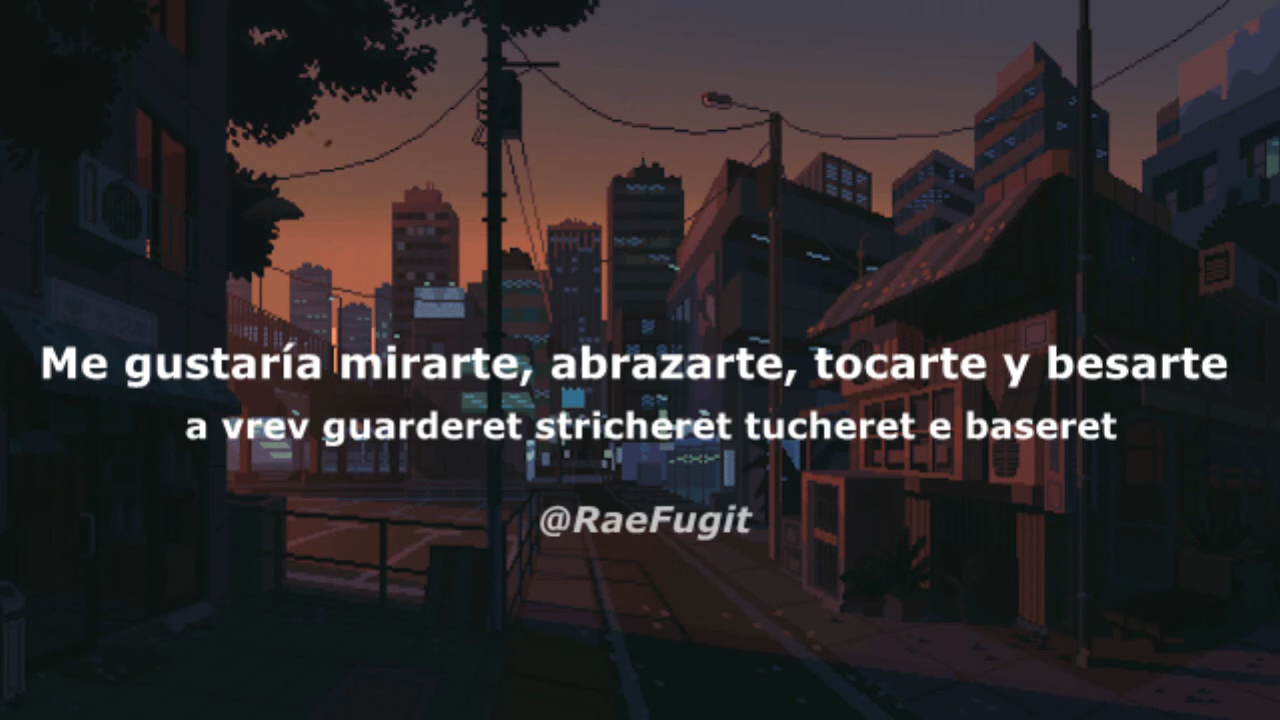 Me gustaría mirarte, abrazarte, tocarte y besarte
a vrev guarderet stricheret tucheret e baseret
@RaeFugit